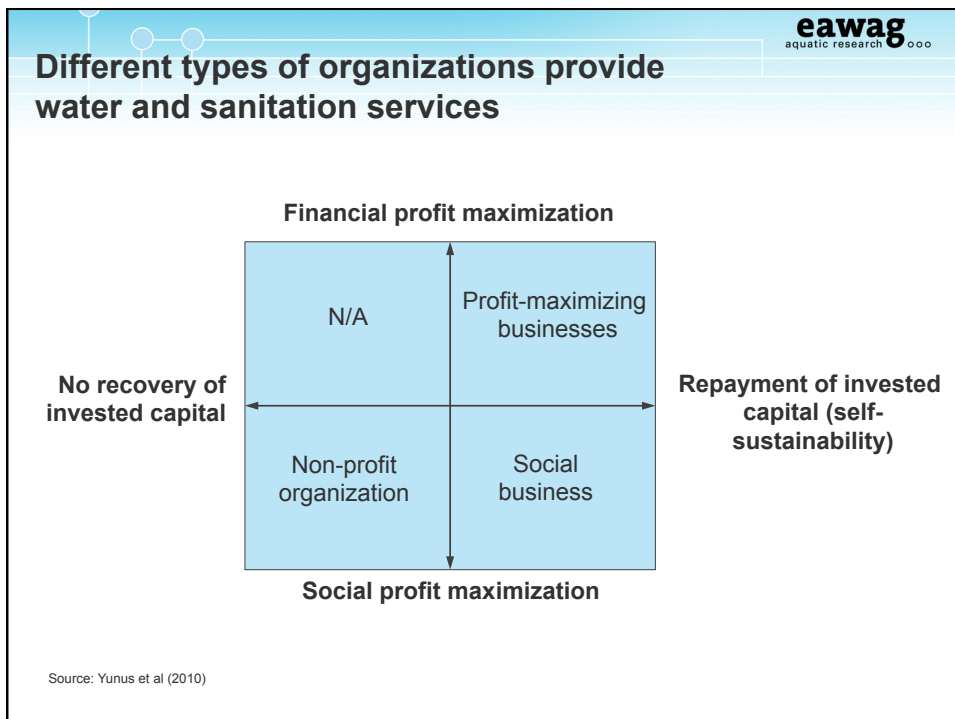 eawag
aquatic research
Different types of organizations provide
water and sanitation services
Financial profit maximization
N/A
Profit-maximizing
businesses
No recovery of
invested capital
Repayment of invested
capital (self-
sustainability)
Non-profit
organization
Social
business
Social profit maximization
Source: Yunus et al (2010)